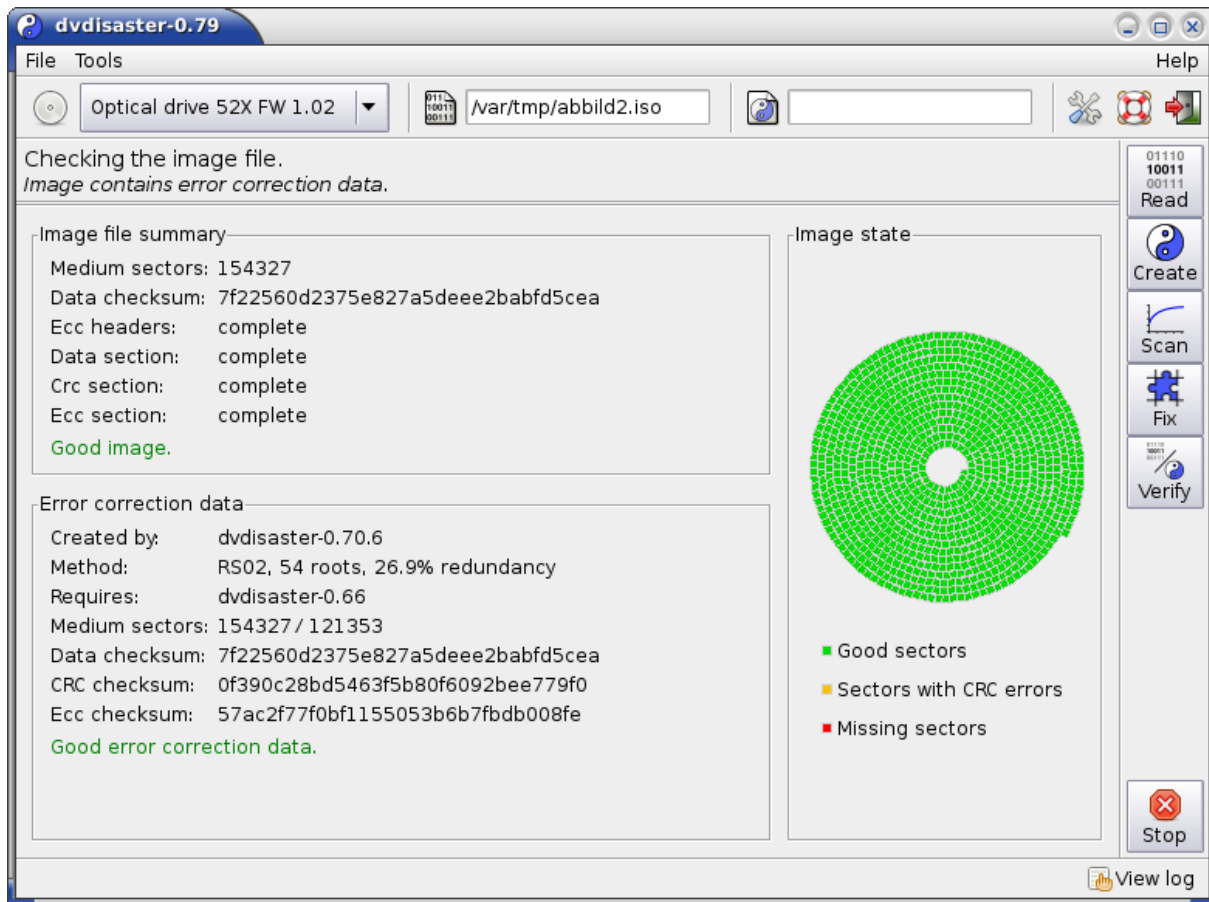 dvdisaster-0.79
File Tools Help
Optical drive 52X FW 1.02 /var/tmp/abbild2.iso
Checking the image file.
Image contains error correction data.
Image file summary
Medium sectors: 154327
Data checksum: 7f22560d2375e827a5deee2babfd5cea
Ecc headers: complete
Data section: complete
Crc section: complete
Ecc section: complete
Good image.
Error correction data
Created by: dvdisaster-0.70.6
Method: RS02, 54 roots, 26.9% redundancy
Requires: dvdisaster-0.66
Medium sectors: 154327 / 121353
Data checksum: 7f22560d2375e827a5deee2babfd5cea
CRC checksum: 0f390c28bd5463f5b80f6092bee779f0
Ecc checksum: 57ac2f77f0bf1155053b6b7fbdb008fe
Good error correction data.
Image state
Good sectors
Sectors with CRC errors
Missing sectors
01110
10011
00111
Read
Create
Scan
Fix
Verify
Stop
View log